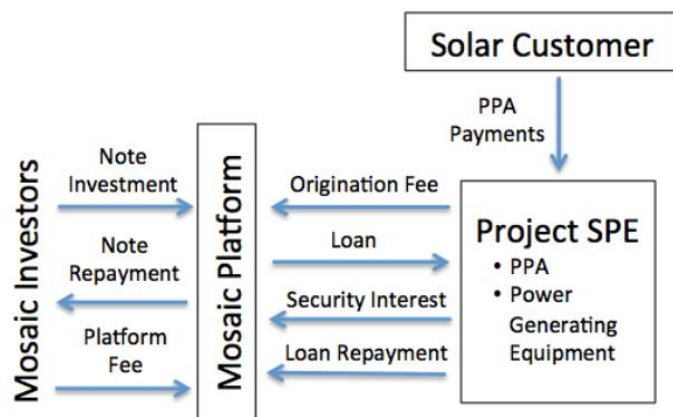 Solar Customer
PPA
Payments
Mosaic Investors
Note
Investment
Note
Repayment
Platform
Fee
Mosaic Platform
Origination Fee
Loan
Security Interest
Loan Repayment
Project SPE
• PPA
• Power
Generating
Equipment